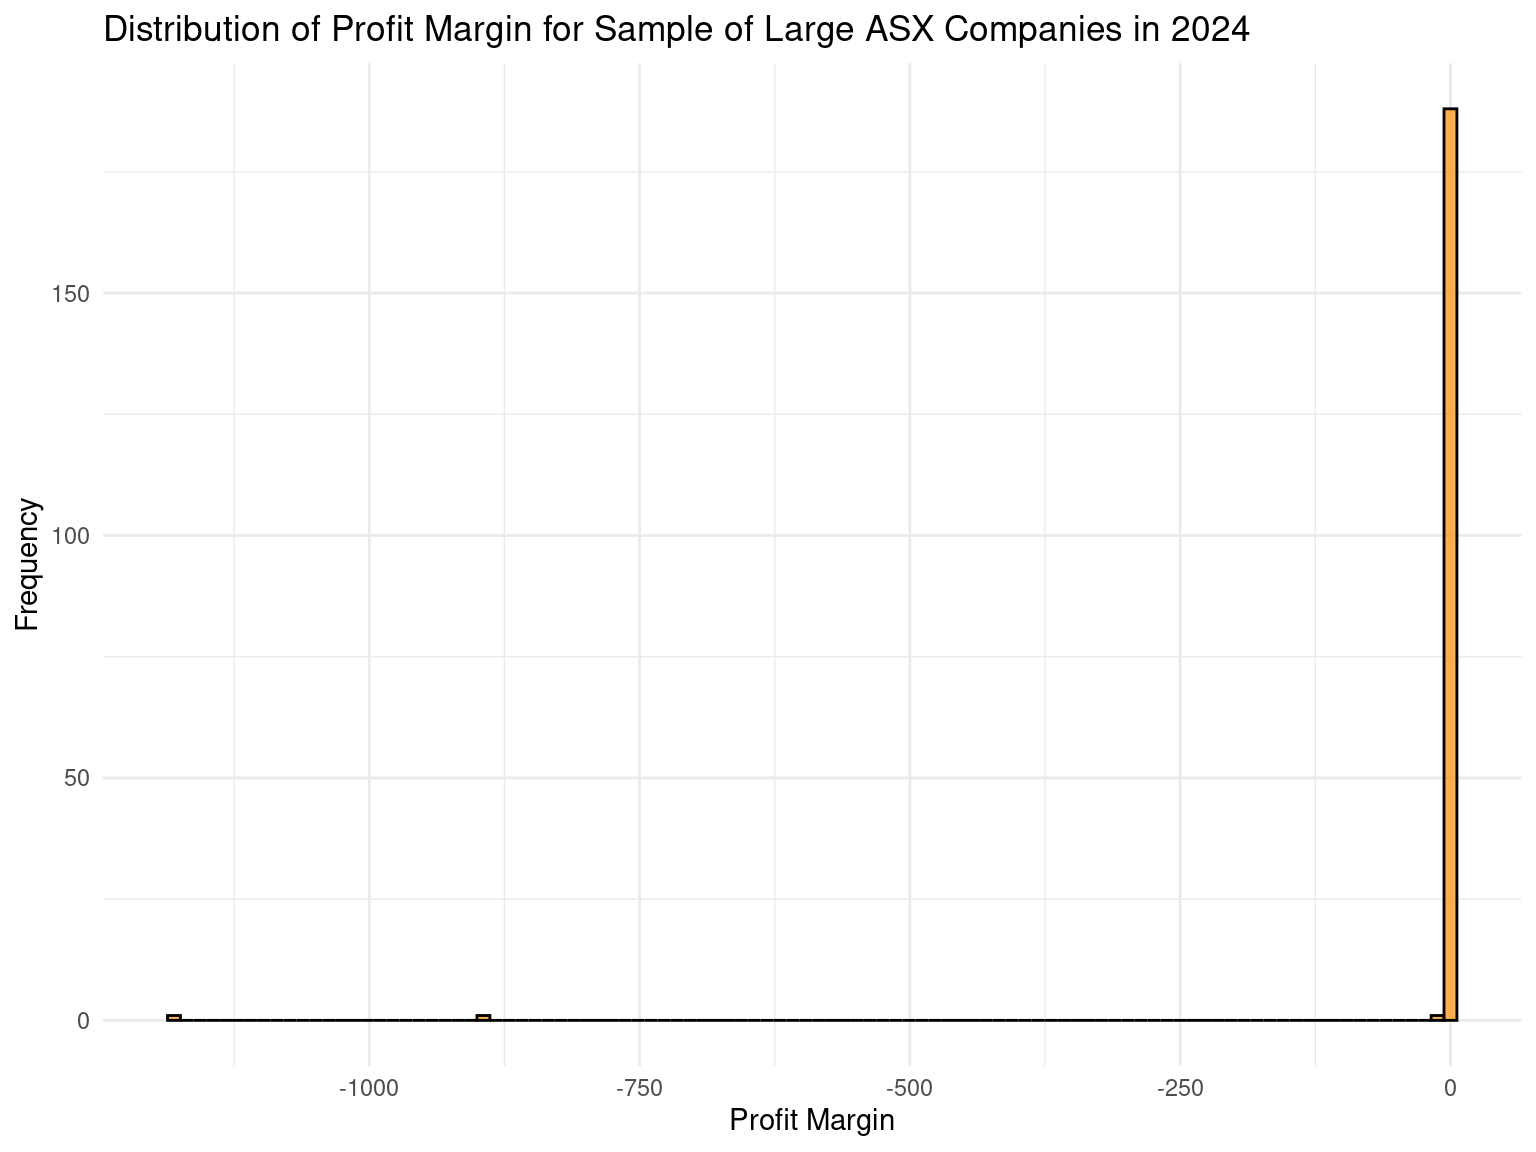 Distribution of Profit Margin for Sample of Large ASX Companies in 2024
150
100
50
0
Frequency
-1000 -750 -500 -250 0
Profit Margin